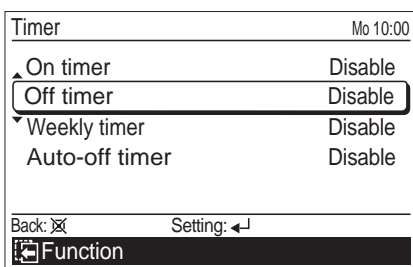 Timer Mo 10:00
On timer Disable
Off timer Disable
Weekly timer Disable
Auto-off timer Disable
Back: Setting:
Function